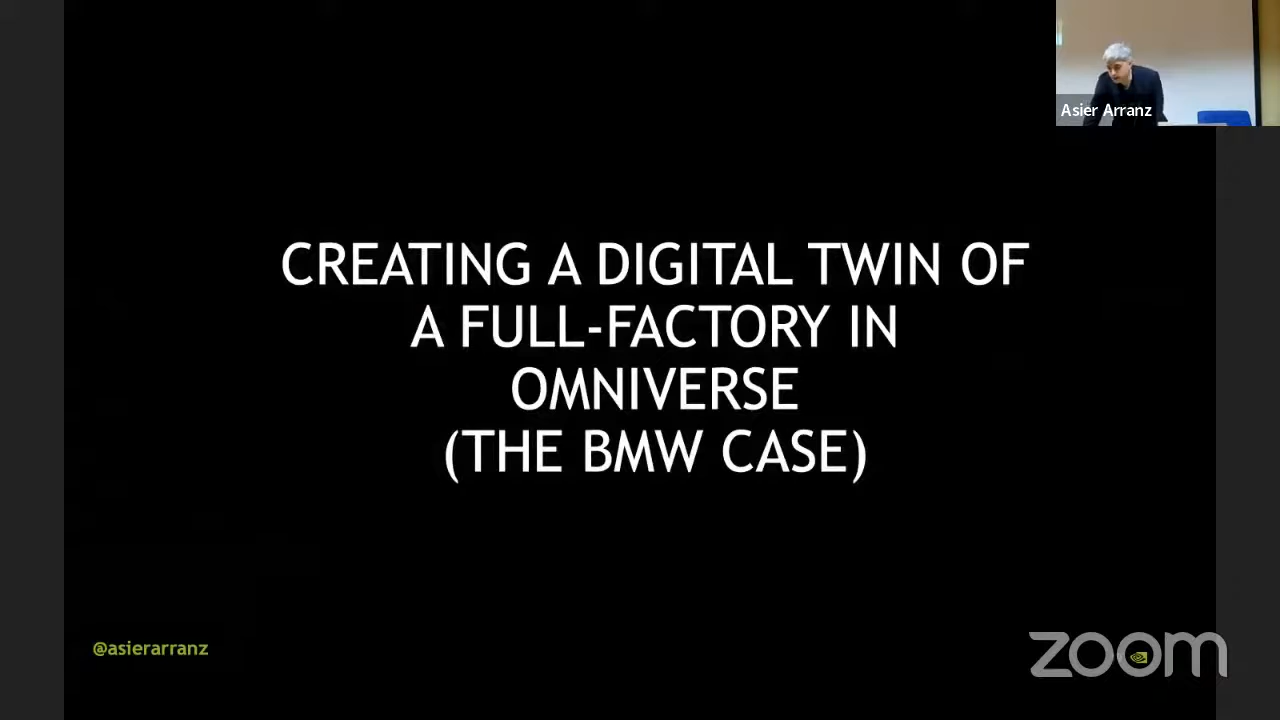 Asier Arranz
CREATING A DIGITAL TWIN OF
A FULL-FACTORY IN
OMNIVERSE
(THE BMW CASE)
@asierarranz
zoom